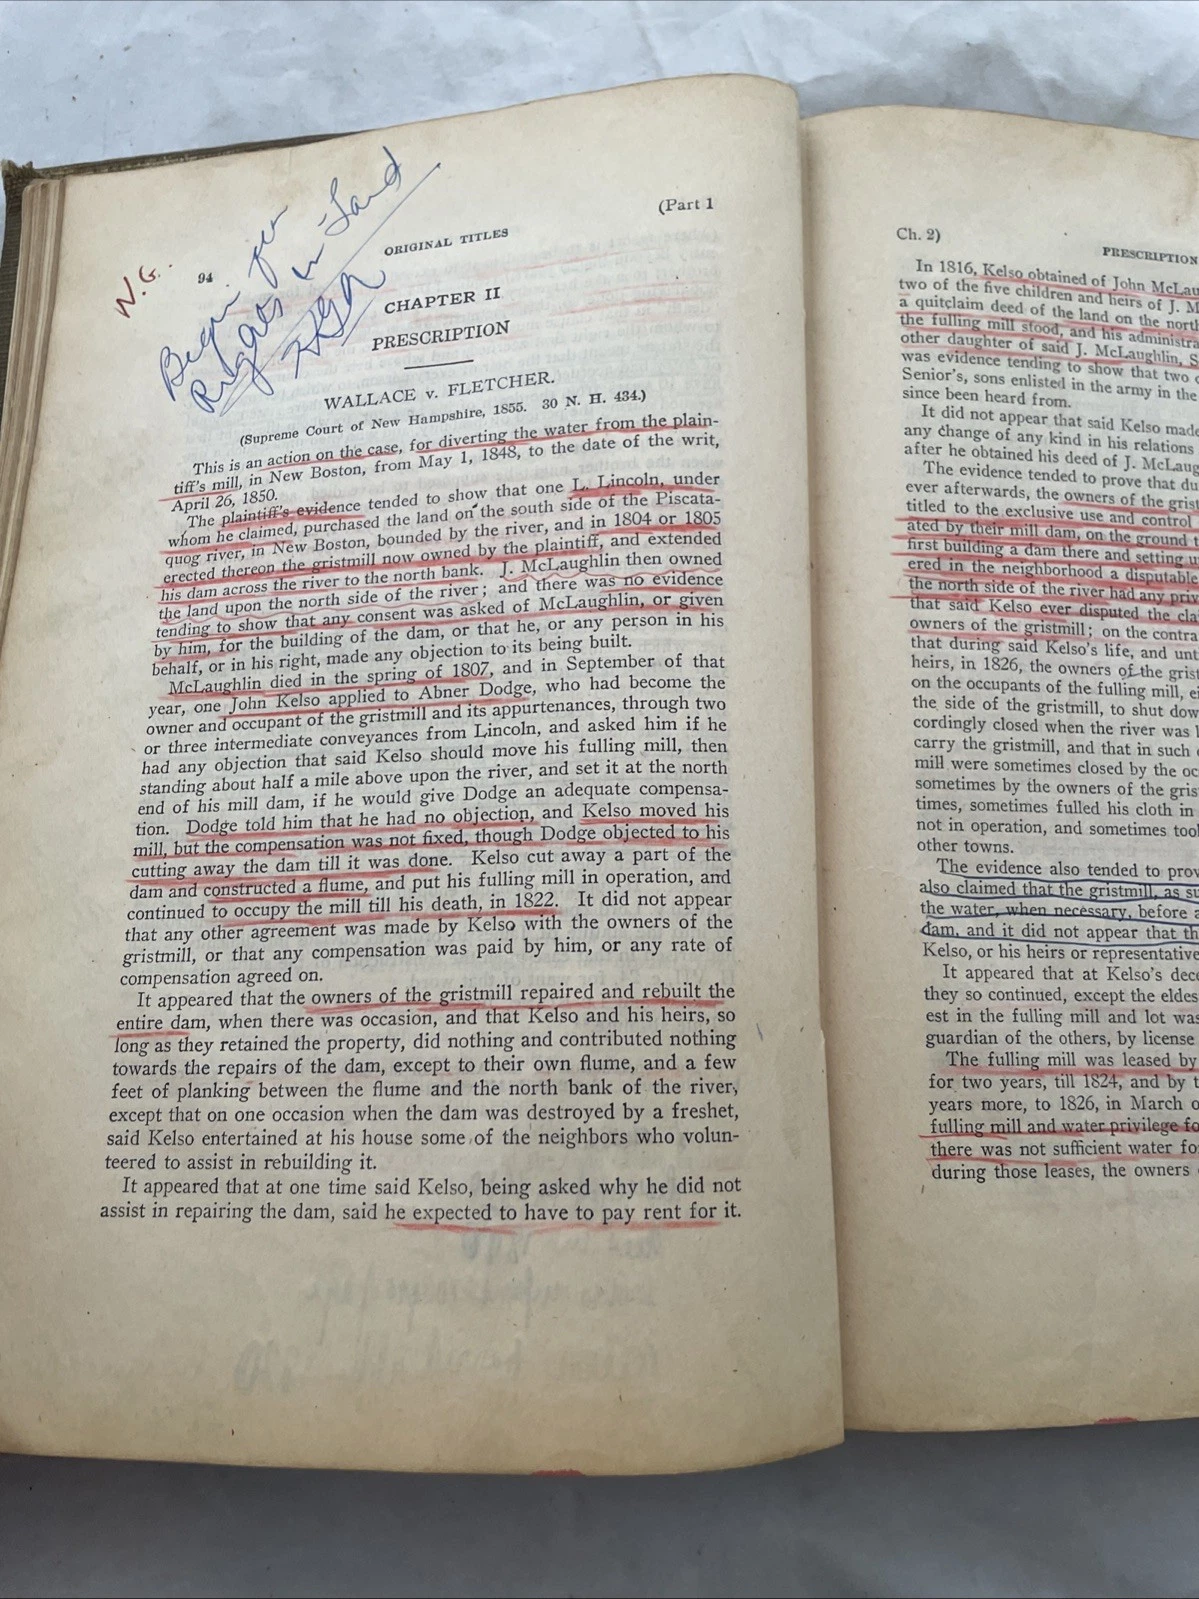 (Part 1
94 ORIGINAL TITLES
N.G.
Rights in Land
CHAPTER II
PRESCRIPTION
WALLACE v. FLETCHER.
(Supreme Court of New Hampshire, 1855. 30 N. H. 434.)
This is an action on the case, for diverting the water from the plain-
tiff's mill, in New Boston, from May 1, 1848, to the date of the writ,
April 26, 1850.
The plaintiff's evidence tended to show that one L. Lincoln, under
whom he claimed, purchased the land on the south side of the Piscata-
quog river, in New Boston, bounded by the river, and in 1804 or 1805
erected thereon the gristmill now owned by the plaintiff, and extended
his dam across the river to the north bank. J. McLaughlin then owned
the land upon the north side of the river; and there was no evidence
tending to show that any consent was asked of McLaughlin, or given
by him, for the building of the dam, or that he, or any person in his
behalf, or in his right, made any objection to its being built.
McLaughlin died in the spring of 1807, and in September of that
year, one John Kelso applied to Abner Dodge, who had become the
owner and occupant of the gristmill and its appurtenances, through two
or three intermediate conveyances from Lincoln, and asked him if he
had any objection that said Kelso should move his fulling mill, then
standing about half a mile above upon the river, and set it at the north
end of his mill dam, if he would give Dodge an adequate compensa-
tion. Dodge told him that he had no objection, and Kelso moved his
mill, but the compensation was not fixed, though Dodge objected to his
cutting away the dam till it was done. Kelso cut away a part of the
dam and constructed a flume, and put his fulling mill in operation, and
continued to occupy the mill till his death, in 1822. It did not appear
that any other agreement was made by Kelso with the owners of the
gristmill, or that any compensation was paid by him, or any rate of
compensation agreed on.
It appeared that the owners of the gristmill repaired and rebuilt the
entire dam, when there was occasion, and that Kelso and his heirs, so
long as they retained the property, did nothing and contributed nothing
towards the repairs of the dam, except to their own flume, and a few
feet of planking between the flume and the north bank of the river,
except that on one occasion when the dam was destroyed by a freshet,
said Kelso entertained at his house some of the neighbors who volun-
teered to assist in rebuilding it.
It appeared that at one time said Kelso, being asked why he did not
assist in repairing the dam, said he expected to have to pay rent for it.
Ch. 2)
PRESCRIPTION
In 1816, Kelso obtained of John McLau
two of the five children and heirs of J. M
a quitclaim deed of the land on the north
the fulling mill stood, and his administra
other daughter of said J. McLaughlin, S
was evidence tending to show that two
Senior's, sons enlisted in the army in the
since been heard from.
It did not appear that said Kelso made
any change of any kind in his relations
after he obtained his deed of J. McLaug
The evidence tended to prove that du
ever afterwards, the owners of the grist
titled to the exclusive use and control
ated by their mill dam, on the ground t
first building a dam there and setting u
ered in the neighborhood a disputable
the north side of the river had any priv
that said Kelso ever disputed the cla
owners of the gristmill; on the contra
that during said Kelso's life, and unt
heirs, in 1826, the owners of the grist
on the occupants of the fulling mill, ei
the side of the gristmill, to shut dow
cordingly closed when the river was l
carry the gristmill, and that in such
mill were sometimes closed by the oc
sometimes by the owners of the gris
times, sometimes fulled his cloth in
not in operation, and sometimes took
other towns.
The evidence also tended to prov
also claimed that the gristmill, as su
the water, when necessary, before a
dam, and it did not appear that th
Kelso, or his heirs or representative
It appeared that at Kelso's dece
they so continued, except the eldes
est in the fulling mill and lot was
guardian of the others, by license
The fulling mill was leased by
for two years, till 1824, and by t
years more, to 1826, in March o
fulling mill and water privilege fo
there was not sufficient water fo
during those leases, the owners